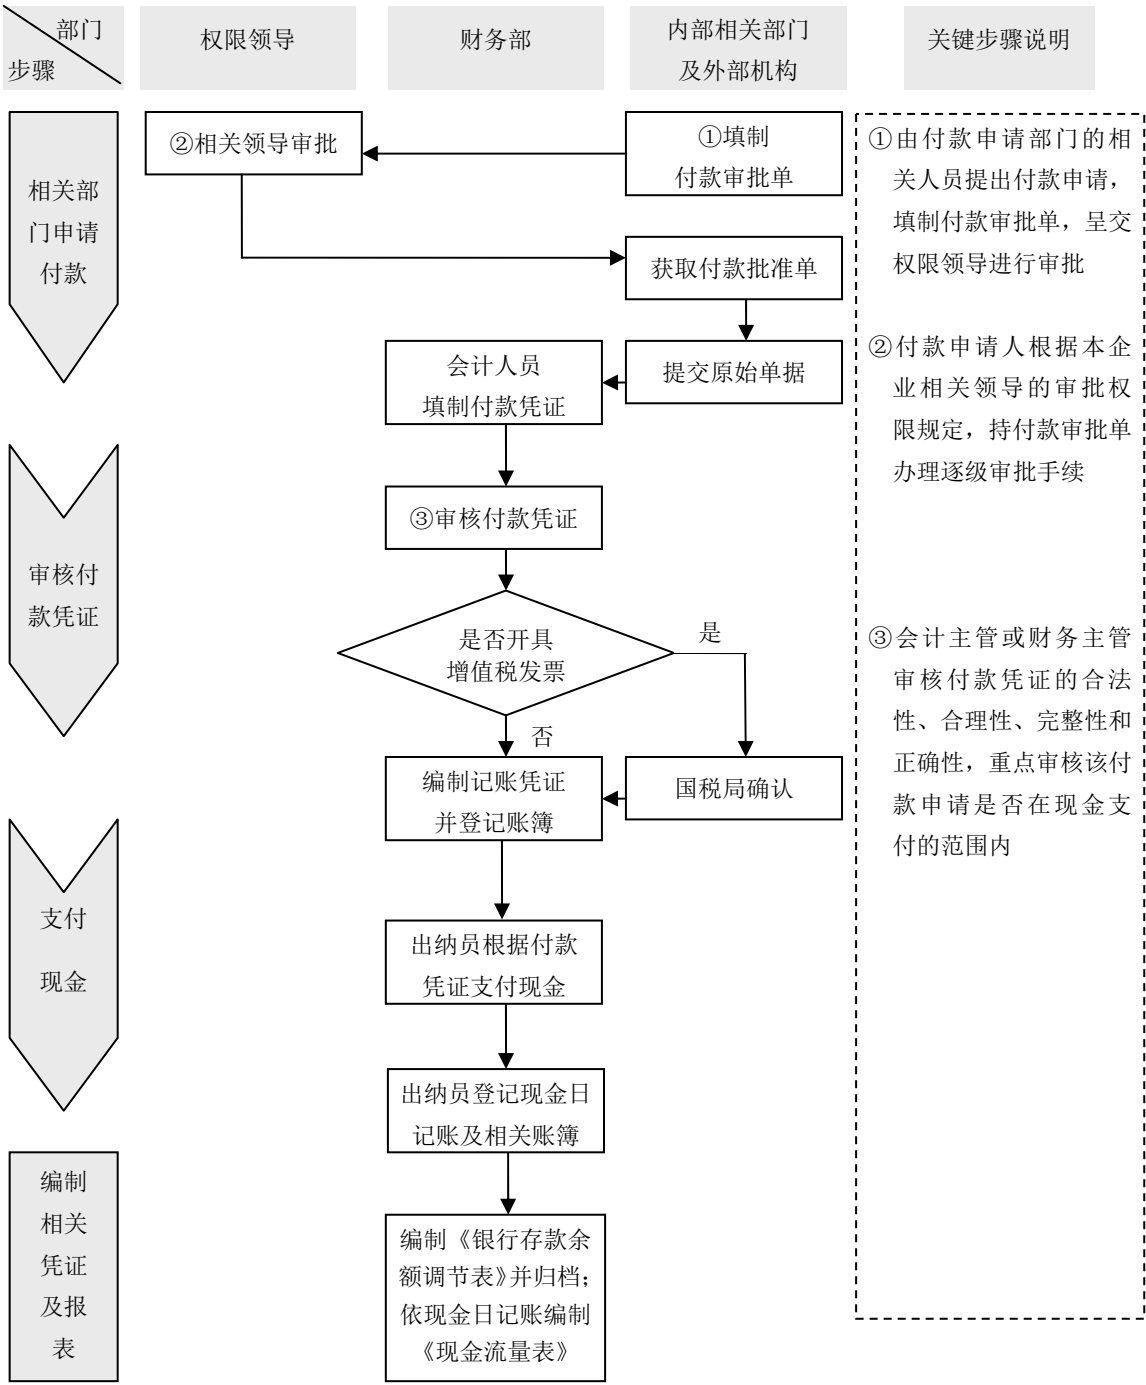 部门
步骤
权限领导
财务部
内部相关部门
及外部机构
关键步骤说明
相关部
门申请
付款
②相关领导审批
①填制
付款审批单
获取付款批准单
提交原始单据
会计人员
填制付款凭证
①由付款申请部门的相
关人员提出付款申请，
填制付款审批单，呈交
权限领导进行审批
②付款申请人根据本企
业相关领导的审批权
限规定，持付款审批单
办理逐级审批手续
审核付
款凭证
③审核付款凭证
是否开具
增值税发票
是
否
编制记账凭证
并登记账簿
国税局确认
③会计主管或财务主管
审核付款凭证的合法
性、合理性、完整性和
正确性，重点审核该付
款申请是否在现金支
付的范围内
支付
现金
出纳员根据付款
凭证支付现金
出纳员登记现金日
记账及相关账簿
编制
相关
凭证
及报
表
编制《银行存款余
额调节表》并归档；
依现金日记账编制
《现金流量表》